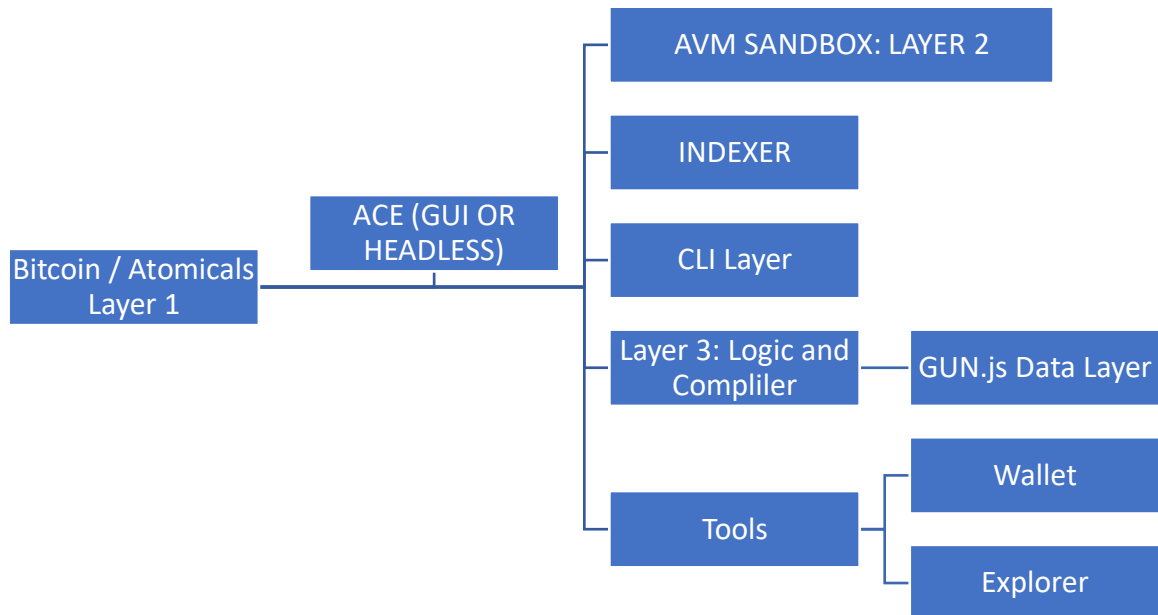 AVM SANDBOX: LAYER 2
INDEXER
ACE (GUI OR
HEADLESS)
CLI Layer
Bitcoin / Atomicals
Layer 1
Layer 3: Logic and
Compliler
GUN.js Data Layer
Wallet
Tools
Explorer